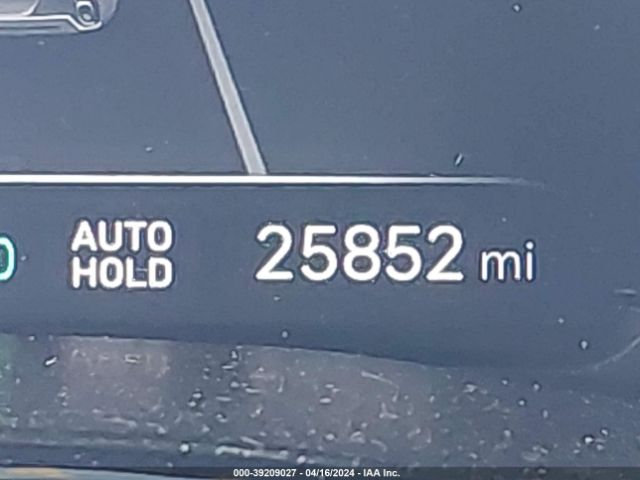 AUTO
HOLD
25852 mi
000-39209027 - 04/16/2024 - IAA Inc.